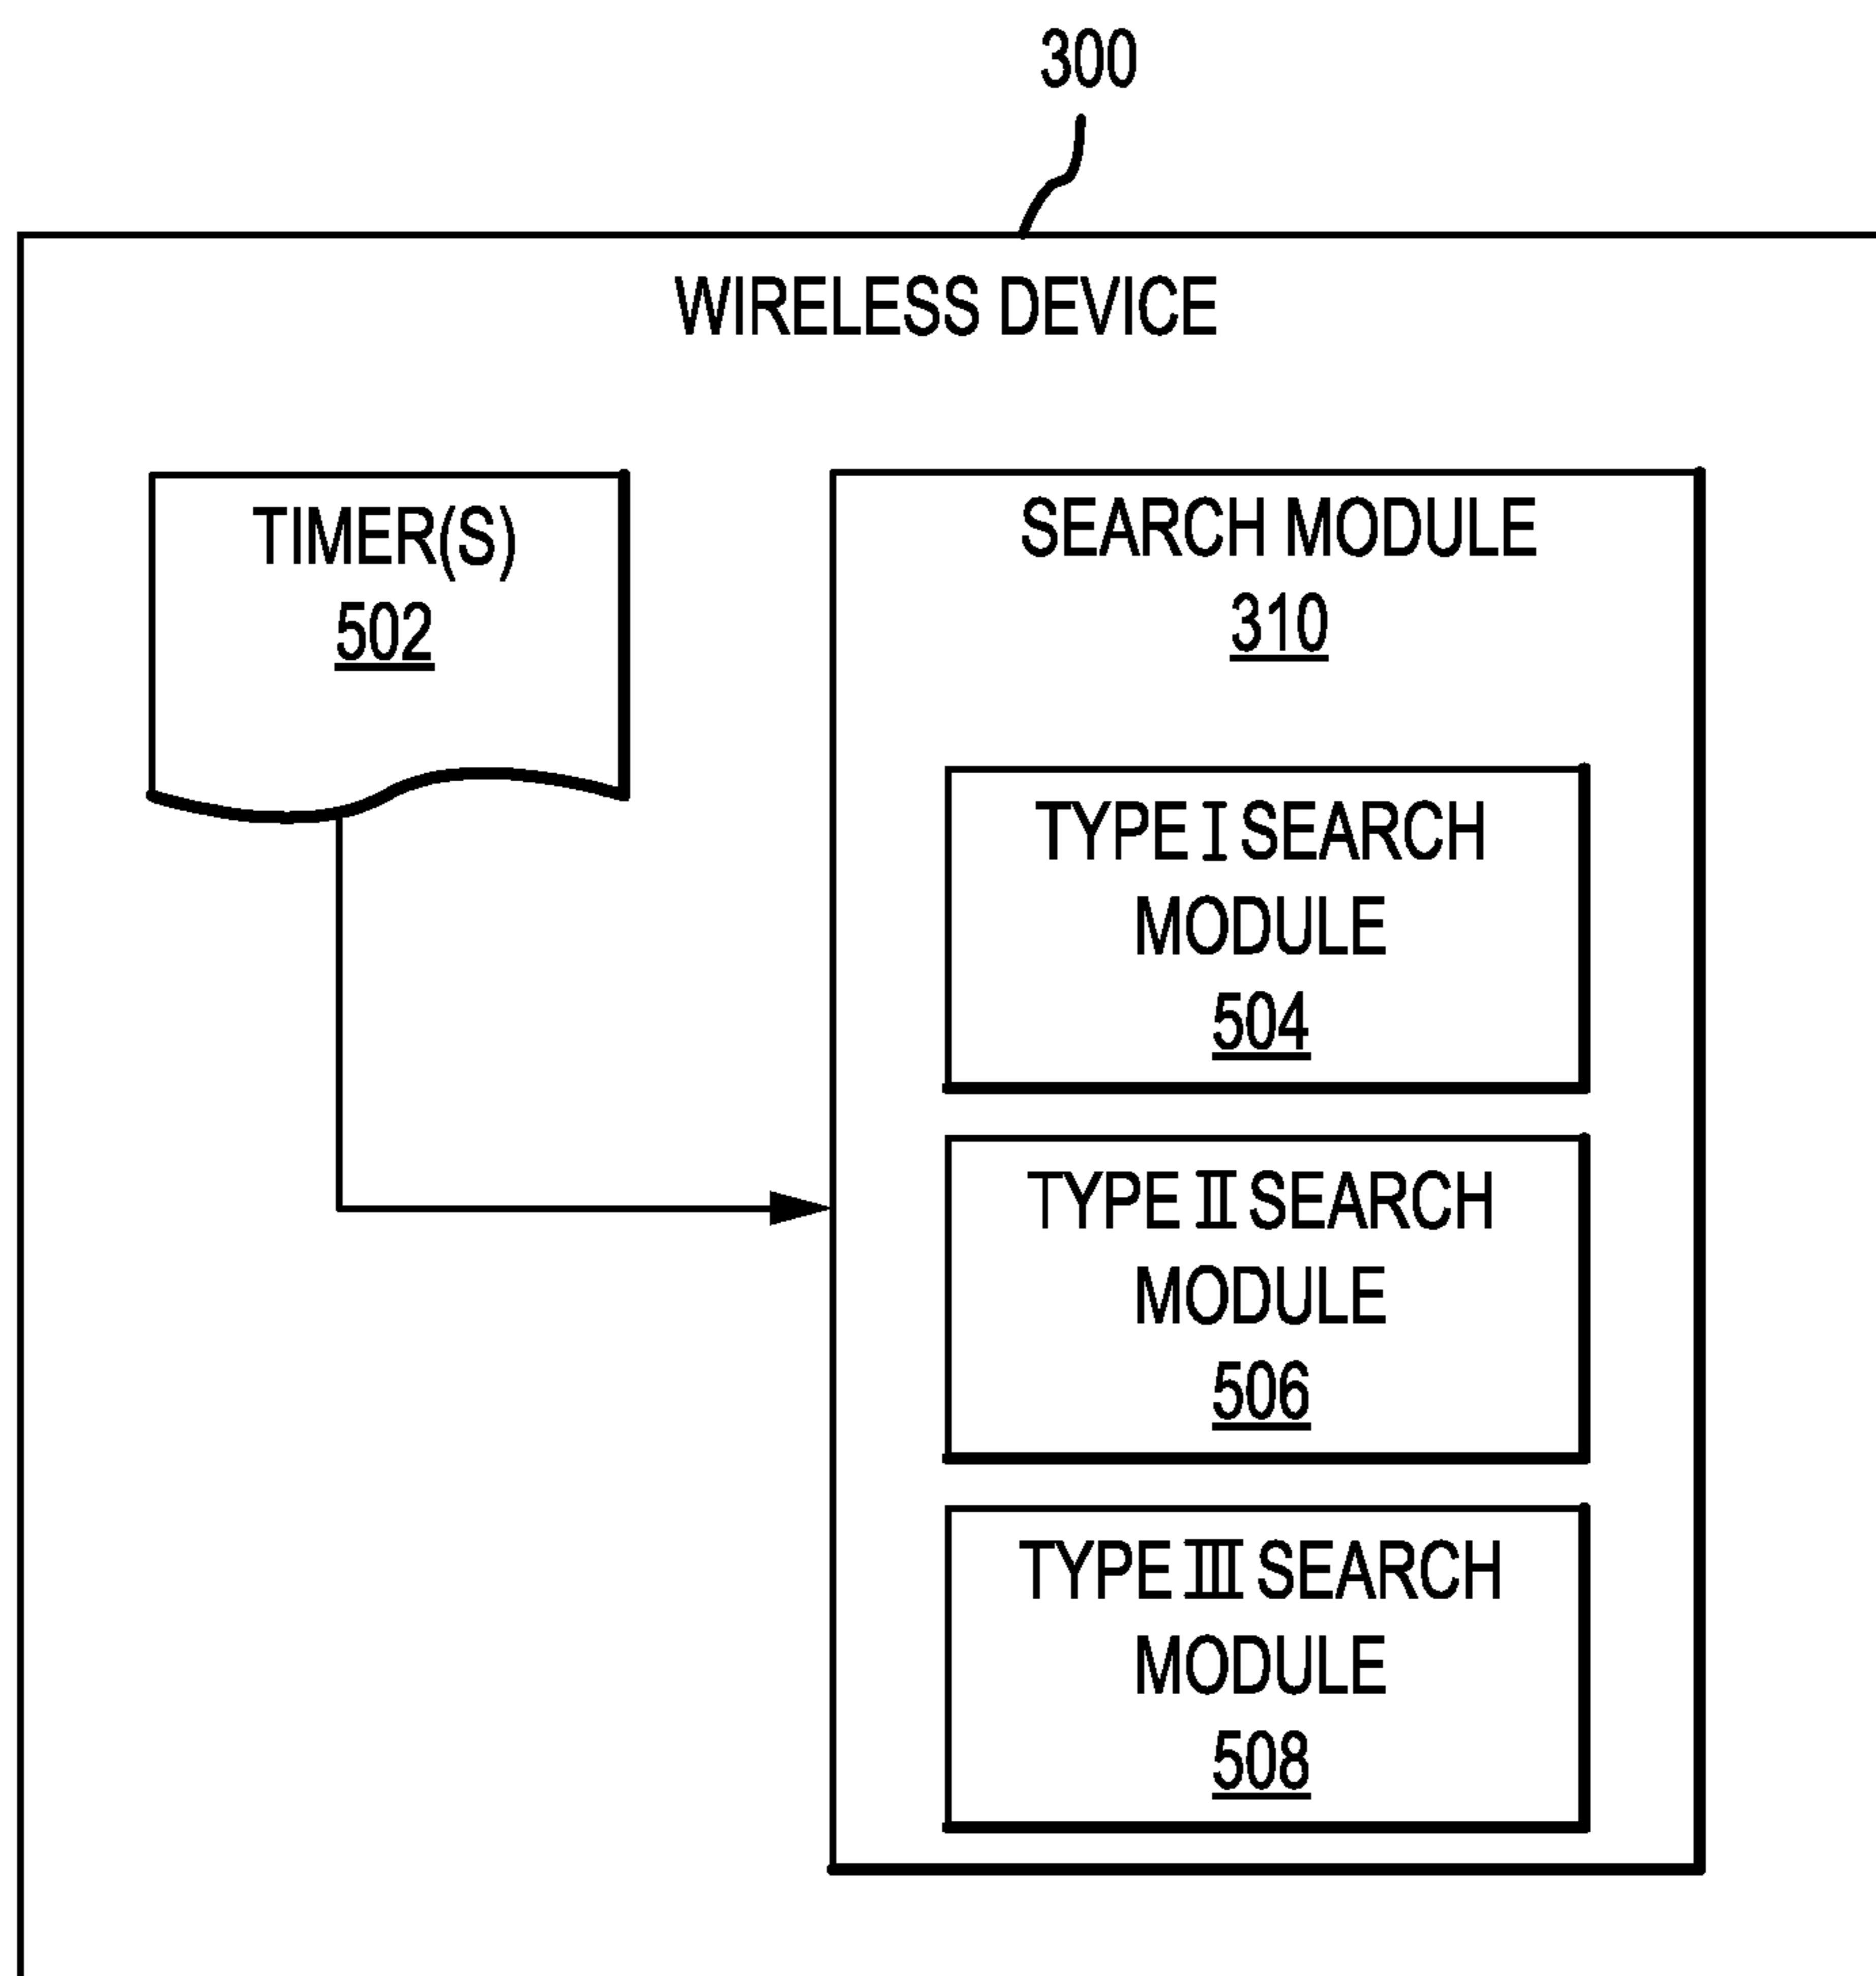 300
WIRELESS DEVICE
TIMER(S)
502
SEARCH MODULE
310
TYPE I SEARCH
MODULE
504
TYPE II SEARCH
MODULE
506
TYPE III SEARCH
MODULE
508